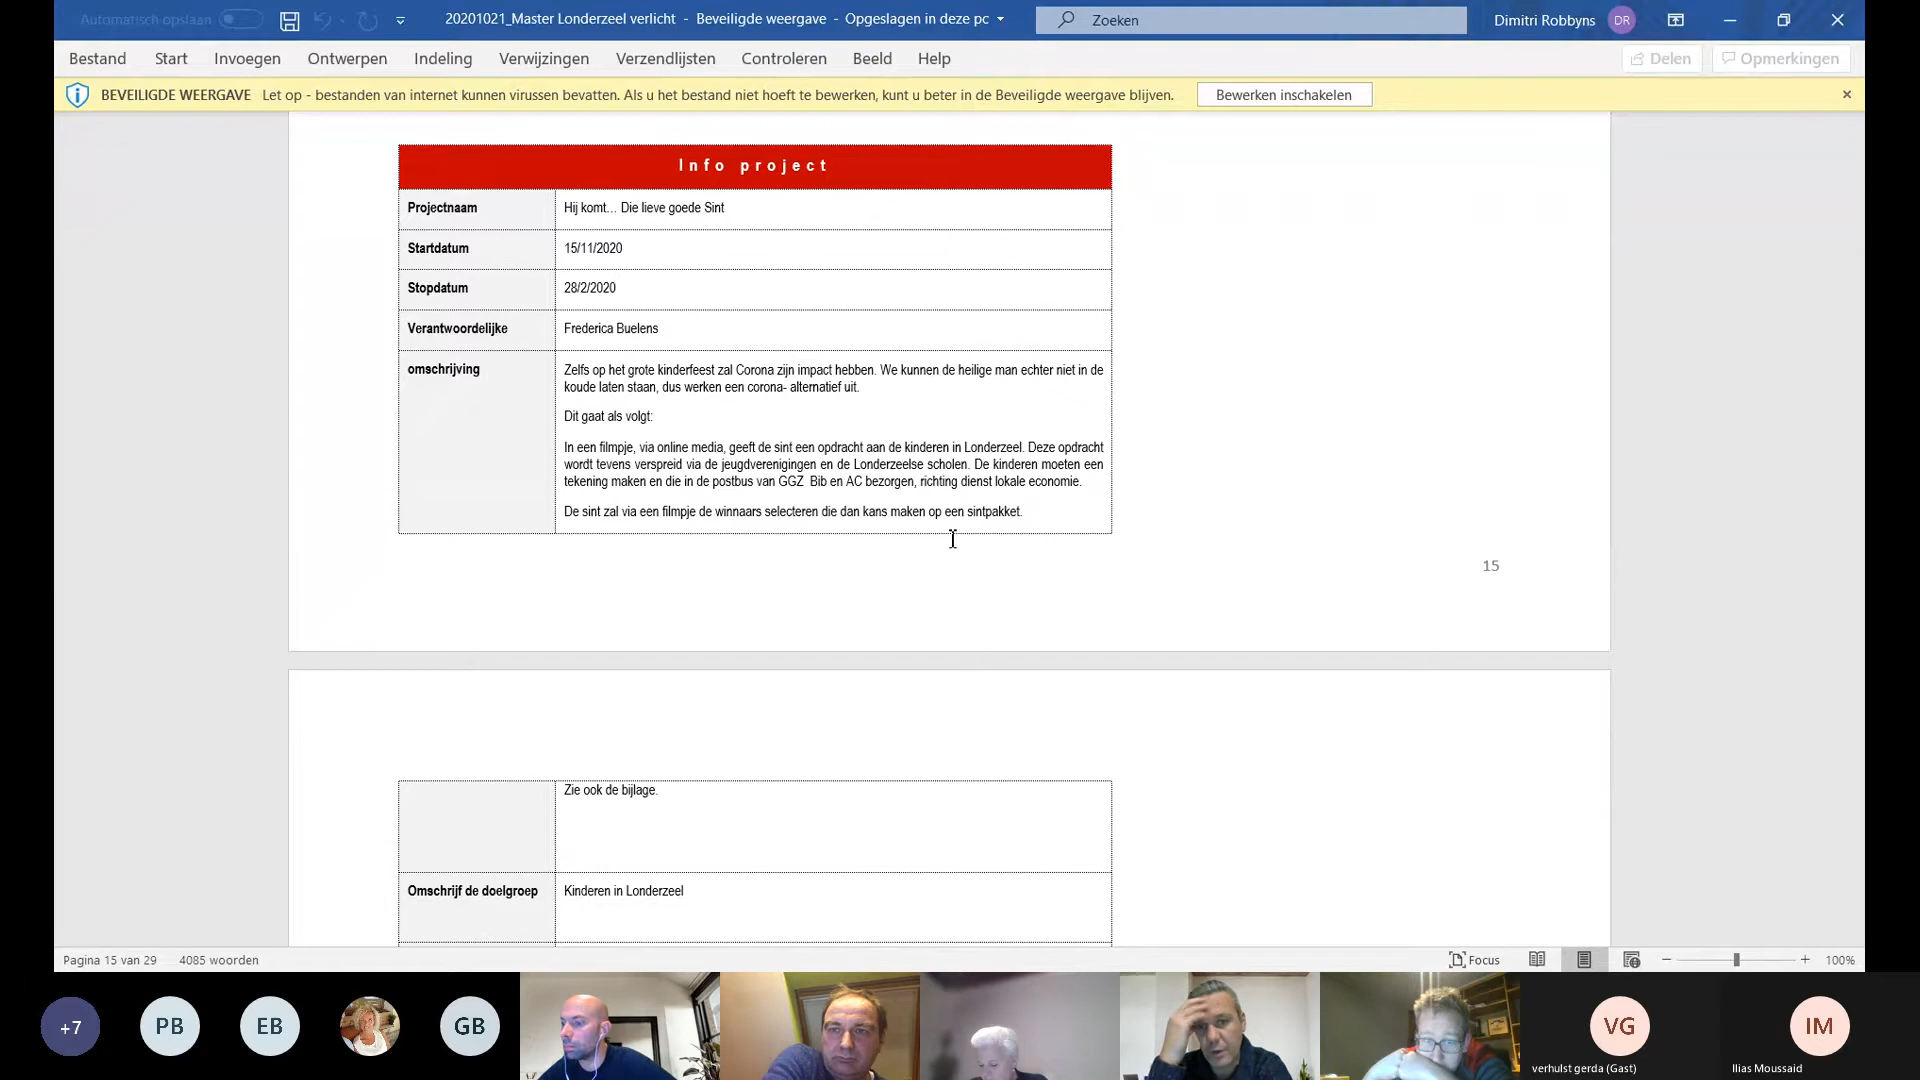 Automatisch opslaan
20201021_Master Londerzeel verlicht - Beveiligde weergave - Opgeslagen in deze pc
Zoeken
Dimitri Robbyns
DR
Bestand
Start
Invoegen
Ontwerpen
Indeling
Verwijzingen
Verzendlijsten
Controleren
Beeld
Help
Delen
Opmerkingen
BEVEILIGDE WEERGAVE Let op - bestanden van internet kunnen virussen bevatten. Als u het bestand niet hoeft te bewerken, kunt u beter in de Beveiligde weergave blijven.
Bewerken inschakelen
Info project
Projectnaam
Hij komt... Die lieve goede Sint
Startdatum
15/11/2020
Stopdatum
28/2/2020
Verantwoordelijke
Frederica Buelens
omschrijving
Zelfs op het grote kinderfeest zal Corona zijn impact hebben. We kunnen de heilige man echter niet in de
koude laten staan, dus werken een corona- alternatief uit.
Dit gaat als volgt:
In een filmpje, via online media, geeft de sint een opdracht aan de kinderen in Londerzeel. Deze opdracht
wordt tevens verspreid via de jeugdverenigingen en de Londerzeelse scholen. De kinderen moeten een
tekening maken en die in de postbus van GGZ Bib en AC bezorgen, richting dienst lokale economie.
De sint zal via een filmpje de winnaars selecteren die dan kans maken op een sintpakket.
15
Zie ook de bijlage.
Omschrijf de doelgroep
Kinderen in Londerzeel
Pagina 15 van 29
4085 woorden
Focus
100%
+7
PB
EB
GB
VG
verhulst gerda (Gast)
IM
Ilias Moussaid